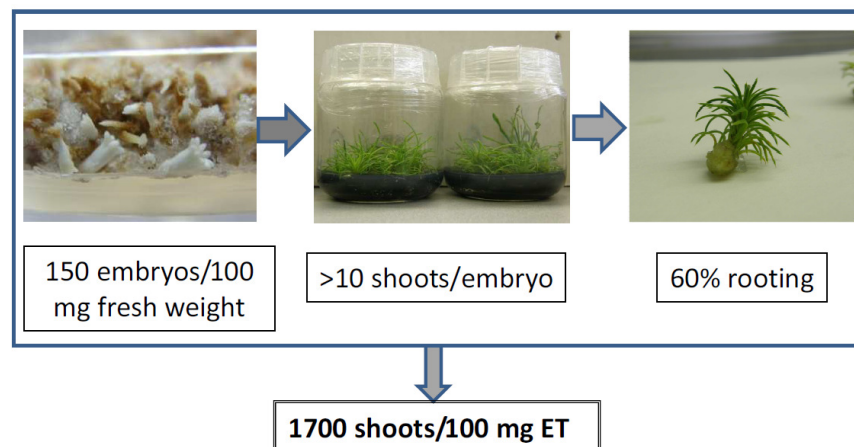 150 embryos/100
mg fresh weight
>10 shoots/embryo
60% rooting
1700 shoots/100 mg ET